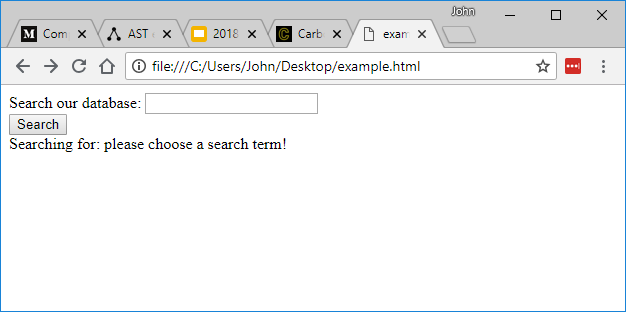 John
Com
AST
2018
Carb
exam
file:///C:/Users/John/Desktop/example.html
Search our database:
Search
Searching for: please choose a search term!